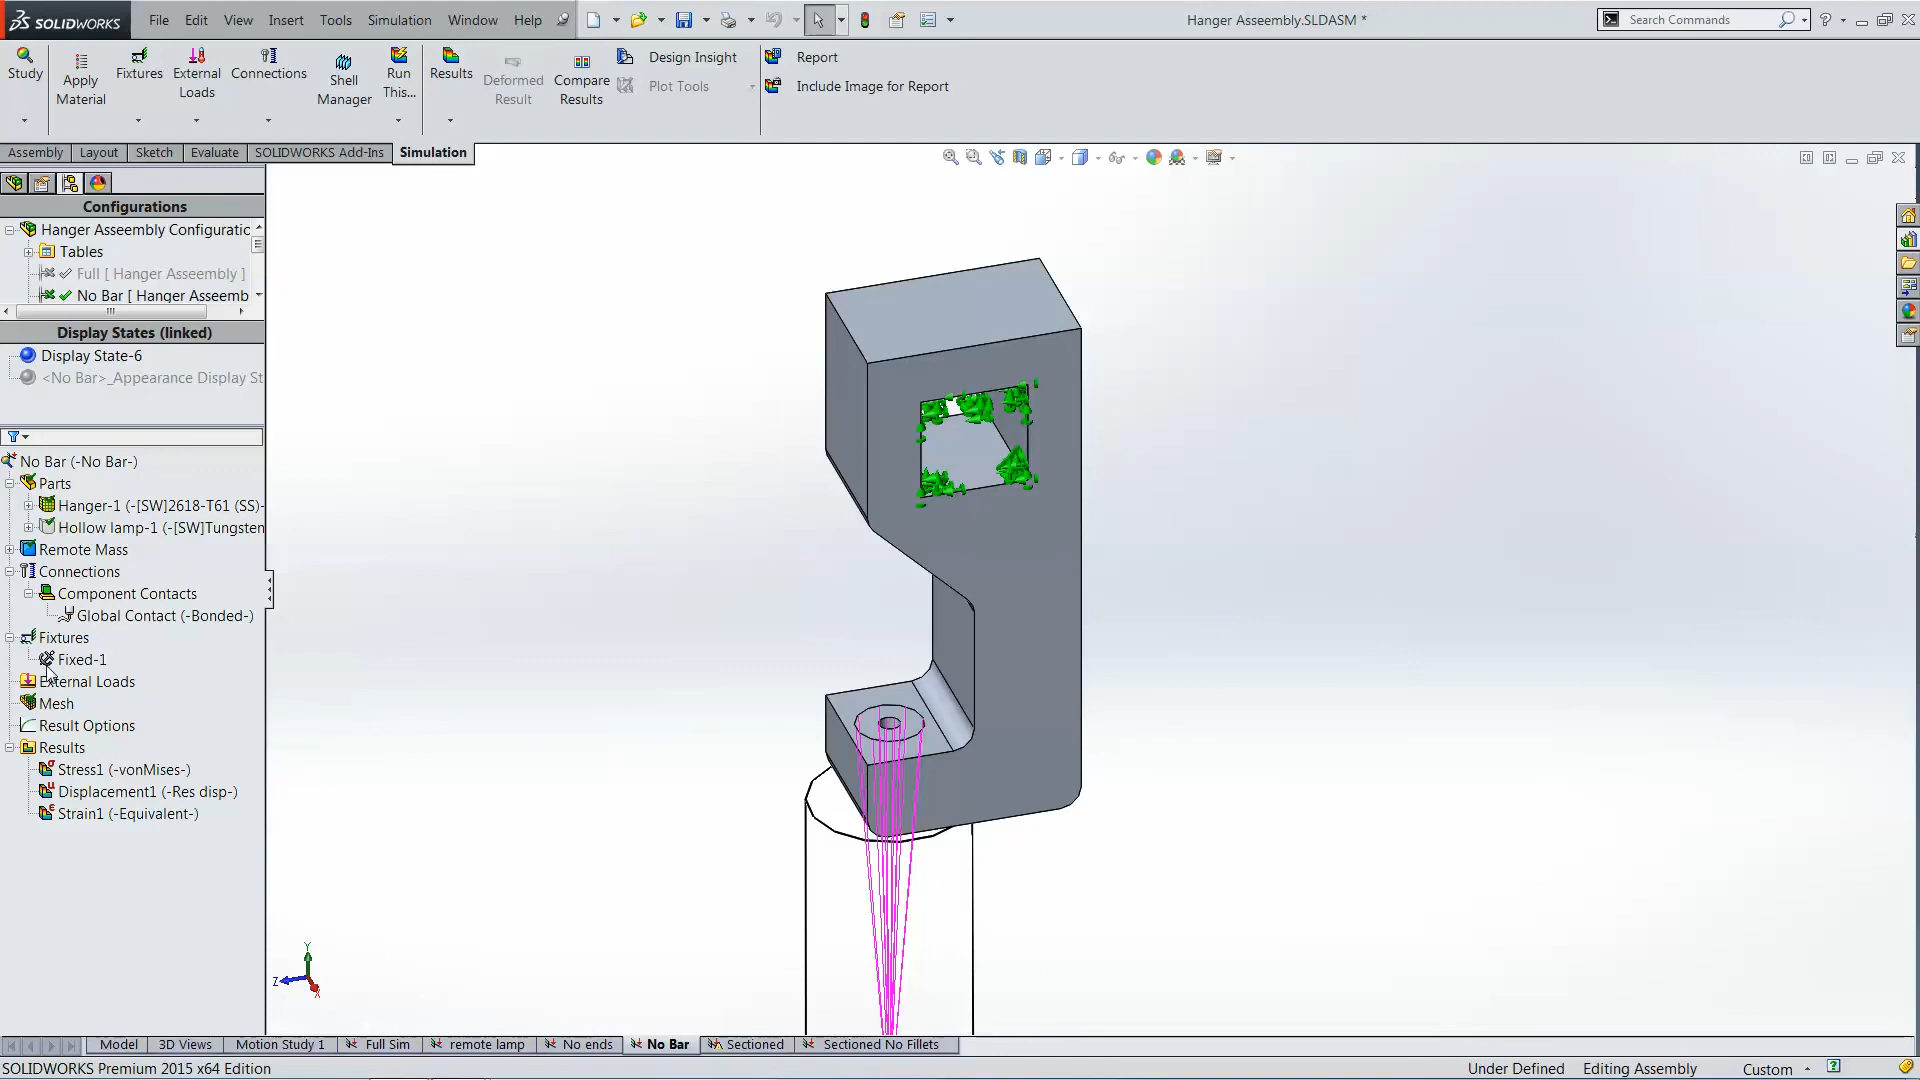 SOLIDWORKS
File Edit View Insert Tools Simulation Window Help
Hanger Asseembly.SLDASM *
Search Commands
Study
Apply Material
Fixtures
External Loads
Connections
Shell Manager
Run This...
Results
Deformed Result
Compare Results
Design Insight
Plot Tools
Report
Include Image for Report
Assembly Layout Sketch Evaluate SOLIDWORKS Add-Ins Simulation
Configurations
Hanger Asseembly Configuratic
Tables
Full [ Hanger Asseembly ]
No Bar [ Hanger Asseemb
Display States (linked)
Display State-6
<No Bar>_Appearance Display St
No Bar (-No Bar-)
Parts
Hanger-1 (-[SW]2618-T61 (SS)-
Hollow lamp-1 (-[SW]Tungsten
Remote Mass
Connections
Component Contacts
Global Contact (-Bonded-)
Fixtures
Fixed-1
External Loads
Mesh
Result Options
Results
Stress1 (-vonMises-)
Displacement1 (-Res disp-)
Strain1 (-Equivalent-)
Y
Z
X
Model 3D Views Motion Study 1 Full Sim remote lamp No ends No Bar Sectioned Sectioned No Fillets
SOLIDWORKS Premium 2015 x64 Edition
Under Defined Editing Assembly Custom